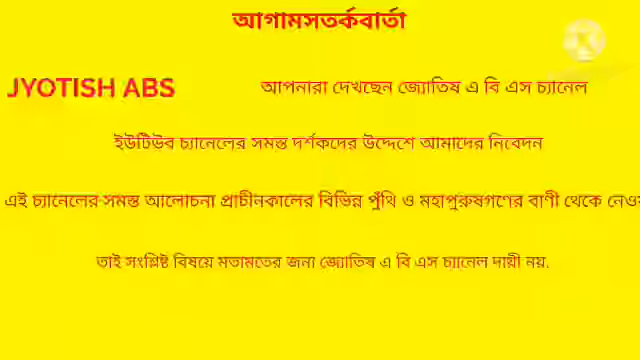 আগামসতর্কবার্তা
JYOTISH ABS আপনারা দেখছেন জ্যোতিষ এ বি এস চ্যানেল
ইউটিউব চ্যানেলের সমস্ত দর্শকদের উদ্দেশে আমাদের নিবেদন
এই চ্যানেলের সমস্ত আলোচনা প্রাচীনকালের বিভিন্ন পুঁথি ও মহাপুরুষগণের বাণী থেকে
তাই সংশ্লিষ্ট বিষয়ে মতামতের জন্য জ্যোতিষ এ বি এস চ্যানেল দায়ী নয়.